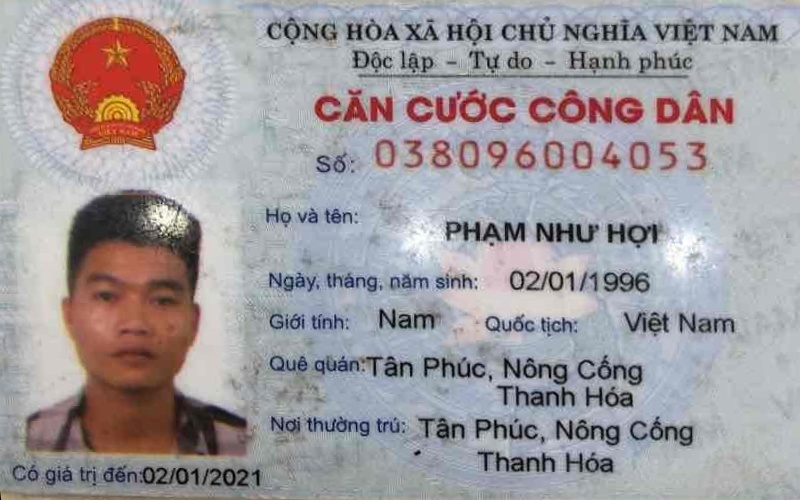 CỘNG HÒA XÃ HỘI CHỦ NGHĨA VIỆT NAM
Độc lập - Tự do - Hạnh phúc
CĂN CƯỚC CÔNG DÂN
Số: 038096004053
Họ và tên: PHẠM NHƯ HỢI
Ngày, tháng, năm sinh: 02/01/1996
Giới tính: Nam Quốc tịch: Việt Nam
Quê quán: Tân Phúc, Nông Cống
Thanh Hóa
Nơi thường trú: Tân Phúc, Nông Cống
Thanh Hóa
Có giá trị đến: 02/01/2021
VIỆT NAM